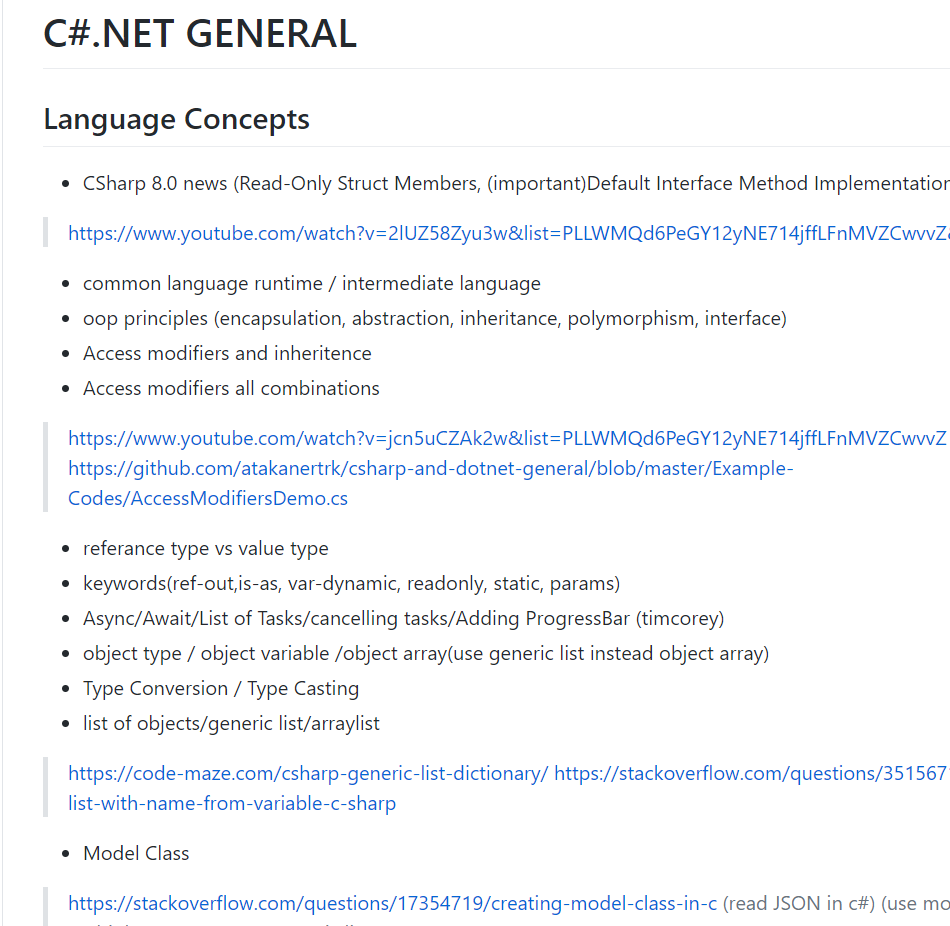 C#.NET GENERAL
Language Concepts
CSharp 8.0 news (Read-Only Struct Members, (important)Default Interface Method Implementation
https://www.youtube.com/watch?v=2lUZ58Zyu3w&list=PLLWMQd6PeGY12yNE714jffLFnMVZCwvvZ
common language runtime / intermediate language
oop principles (encapsulation, abstraction, inheritance, polymorphism, interface)
Access modifiers and inheritence
Access modifiers all combinations
https://www.youtube.com/watch?v=jcn5uCZAk2w&list=PLLWMQd6PeGY12yNE714jffLFnMVZCwvvZ
https://github.com/atakanertrk/csharp-and-dotnet-general/blob/master/Example-
Codes/AccessModifiersDemo.cs
referance type vs value type
keywords(ref-out,is-as, var-dynamic, readonly, static, params)
Async/Await/List of Tasks/cancelling tasks/Adding ProgressBar (timcorey)
object type / object variable /object array(use generic list instead object array)
Type Conversion / Type Casting
list of objects/generic list/arraylist
https://code-maze.com/csharp-generic-list-dictionary/ https://stackoverflow.com/questions/351567
list-with-name-from-variable-c-sharp
Model Class
https://stackoverflow.com/questions/17354719/creating-model-class-in-c (read JSON in c#) (use mo